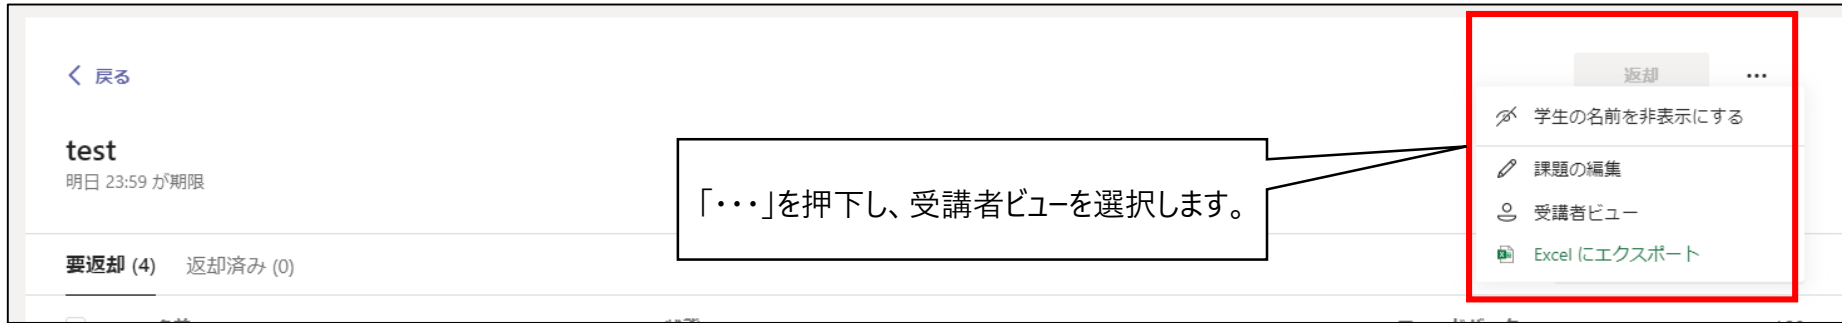 戻る
返却
···
学生の名前を非表示にする
test
明日 23:59 が期限
課題の編集
「・・・」を押下し、受講者ビューを選択します。
受講者ビュー
Excel にエクスポート
要返却 (4) 返却済み (0)